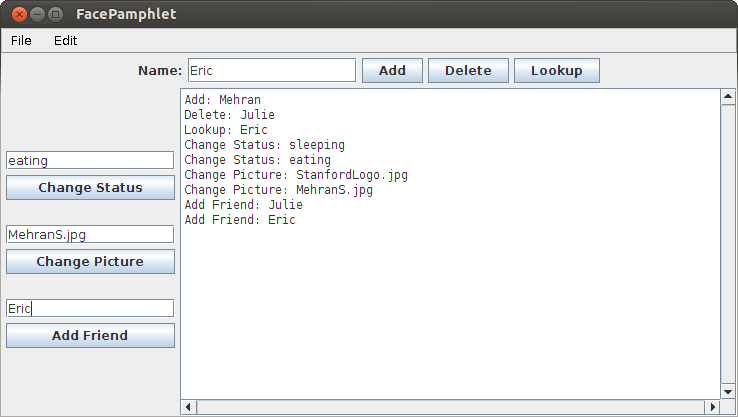 FacePamphlet
File Edit
Name: Eric Add Delete Lookup
Add: Mehran
Delete: Julie
Lookup: Eric
Change Status: sleeping
Change Status: eating
Change Picture: StanfordLogo.jpg
Change Picture: MehranS.jpg
Add Friend: Julie
Add Friend: Eric
eating
Change Status
MehranS.jpg
Change Picture
Eric
Add Friend